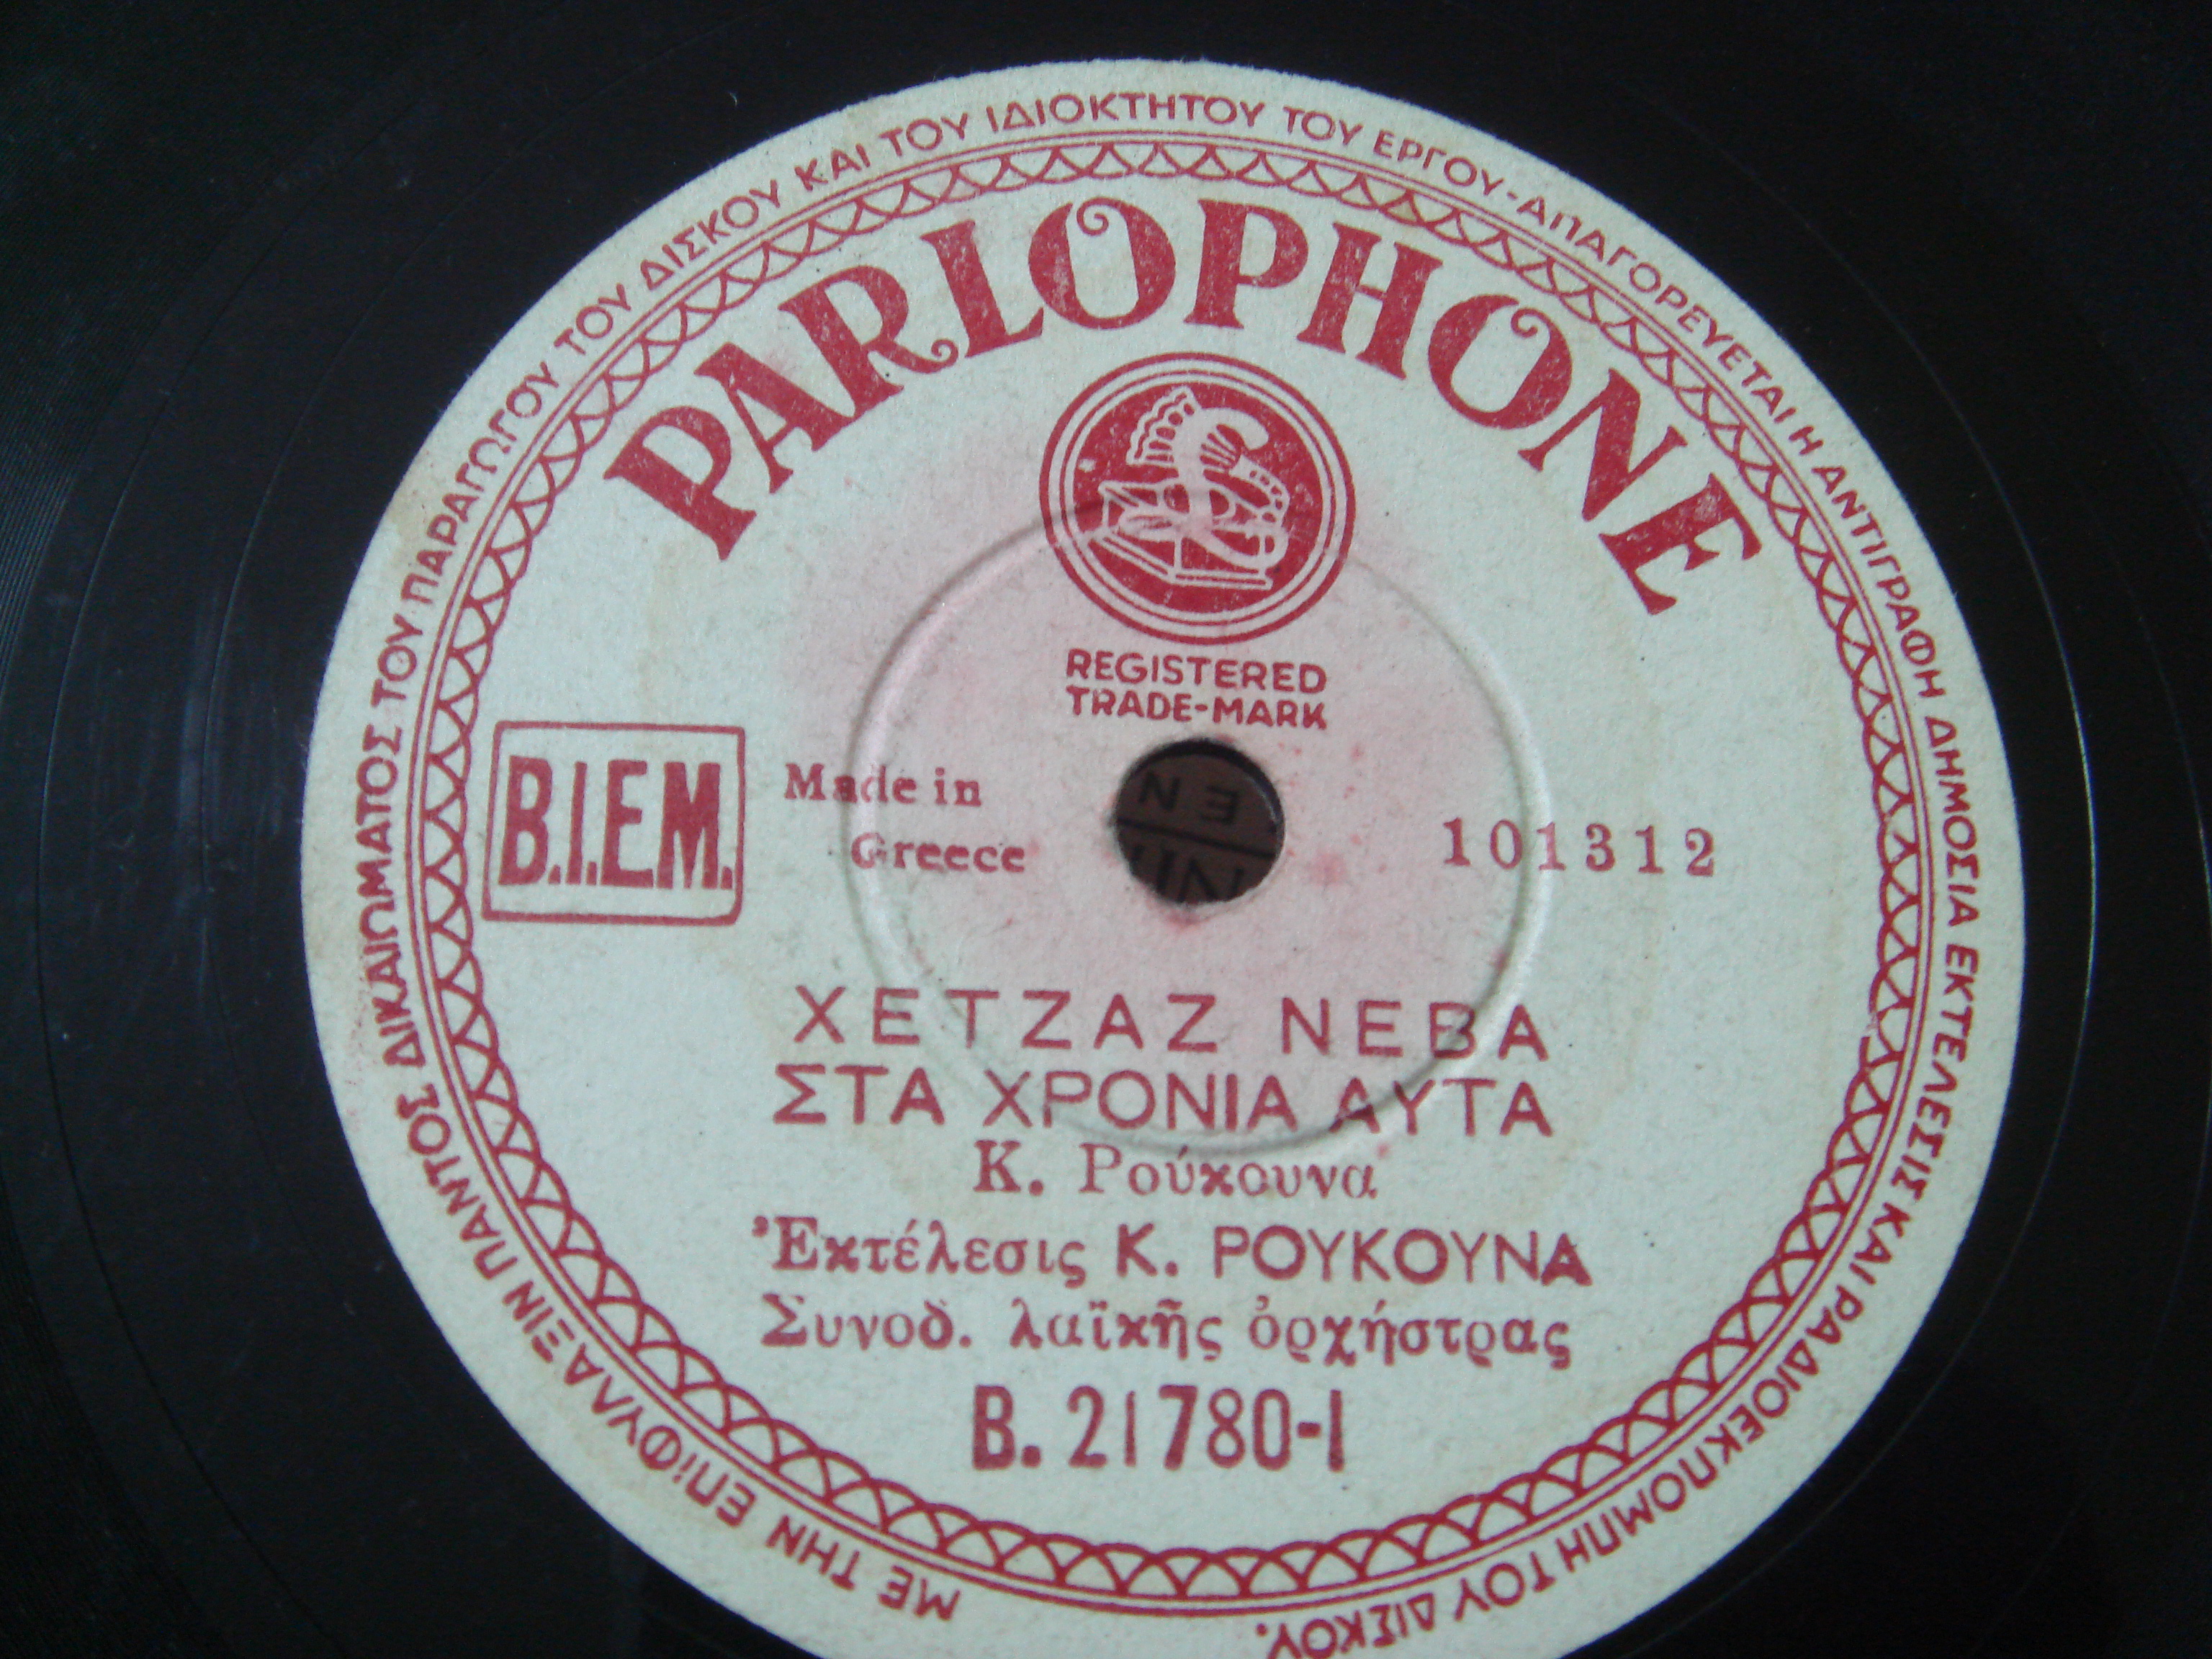 ΜΕ ΤΗΝ ΕΠΙΦΥΛΑΞΙΝ ΠΑΝΤΟΣ ΔΙΚΑΙΩΜΑΤΟΣ ΤΟΥ ΠΑΡΑΓΩΓΟΥ ΤΟΥ ΔΙΣΚΟΥ ΚΑΙ ΤΟΥ ΙΔΙΟΚΤΗΤΟΥ ΤΟΥ ΕΡΓΟΥ-ΑΠΑΓΟΡΕΥΕΤΑΙ Η ΑΝΤΙΓΡΑΦΗ ΔΗΜΟΣΙΑ ΕΚΤΕΛΕΣΙΣ ΚΑΙ ΡΑΔΙΟΕΚΠΟΜΠΗ ΤΟΥ ΔΙΣΚΟΥ.
PARLOPHONE
£
REGISTERED
TRADE-MARK
B.I.E.M.
Made in
Greece
101312
ΧΕΤΖΑΖ ΝΕΒΑ
ΣΤΑ ΧΡΟΝΙΑ ΑΥΤΑ
Κ. Ρούκουνα
Ἐκτέλεσις Κ. ΡΟΥΚΟΥΝΑ
Συνοδ. λαϊκῆς ὀρχήστρας
B. 21780-I